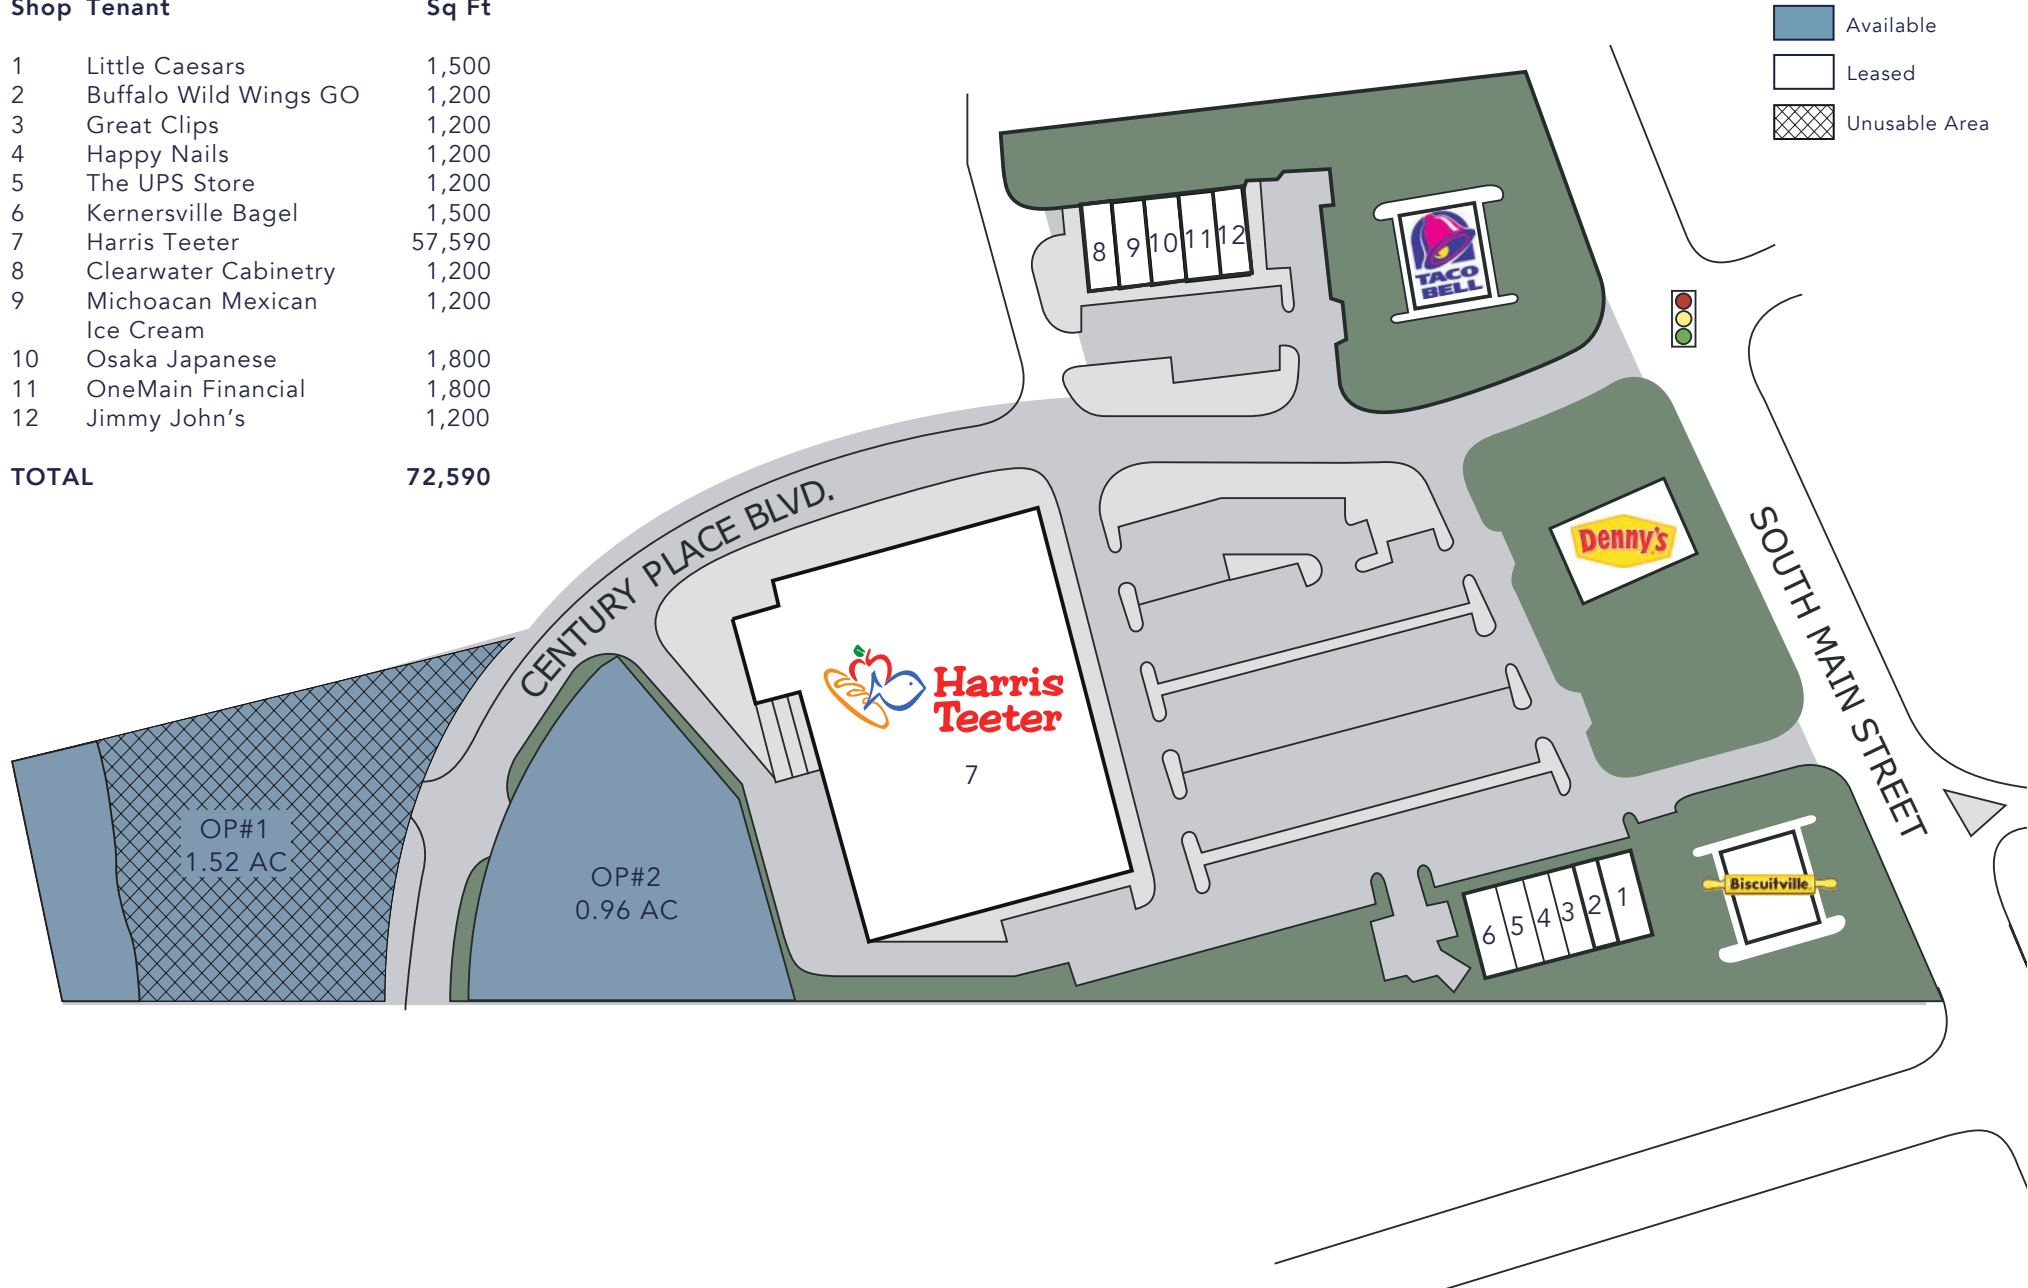 Shop Tenant Sq Ft
1 Little Caesars 1,500
2 Buffalo Wild Wings GO 1,200
3 Great Clips 1,200
4 Happy Nails 1,200
5 The UPS Store 1,200
6 Kernersville Bagel 1,500
7 Harris Teeter 57,590
8 Clearwater Cabinetry 1,200
9 Michoacan Mexican 1,200
Ice Cream
10 Osaka Japanese 1,800
11 OneMain Financial 1,800
12 Jimmy John’s 1,200
TOTAL 72,590
Available
Leased
Unusable Area
8 9 10 11 12
TACO
BELL
CENTURY PLACE BLVD.
Denny's
SOUTH MAIN STREET
Harris
Teeter
7
OP#1
1.52 AC
OP#2
0.96 AC
6 5 4 3 2 1
Biscuitville